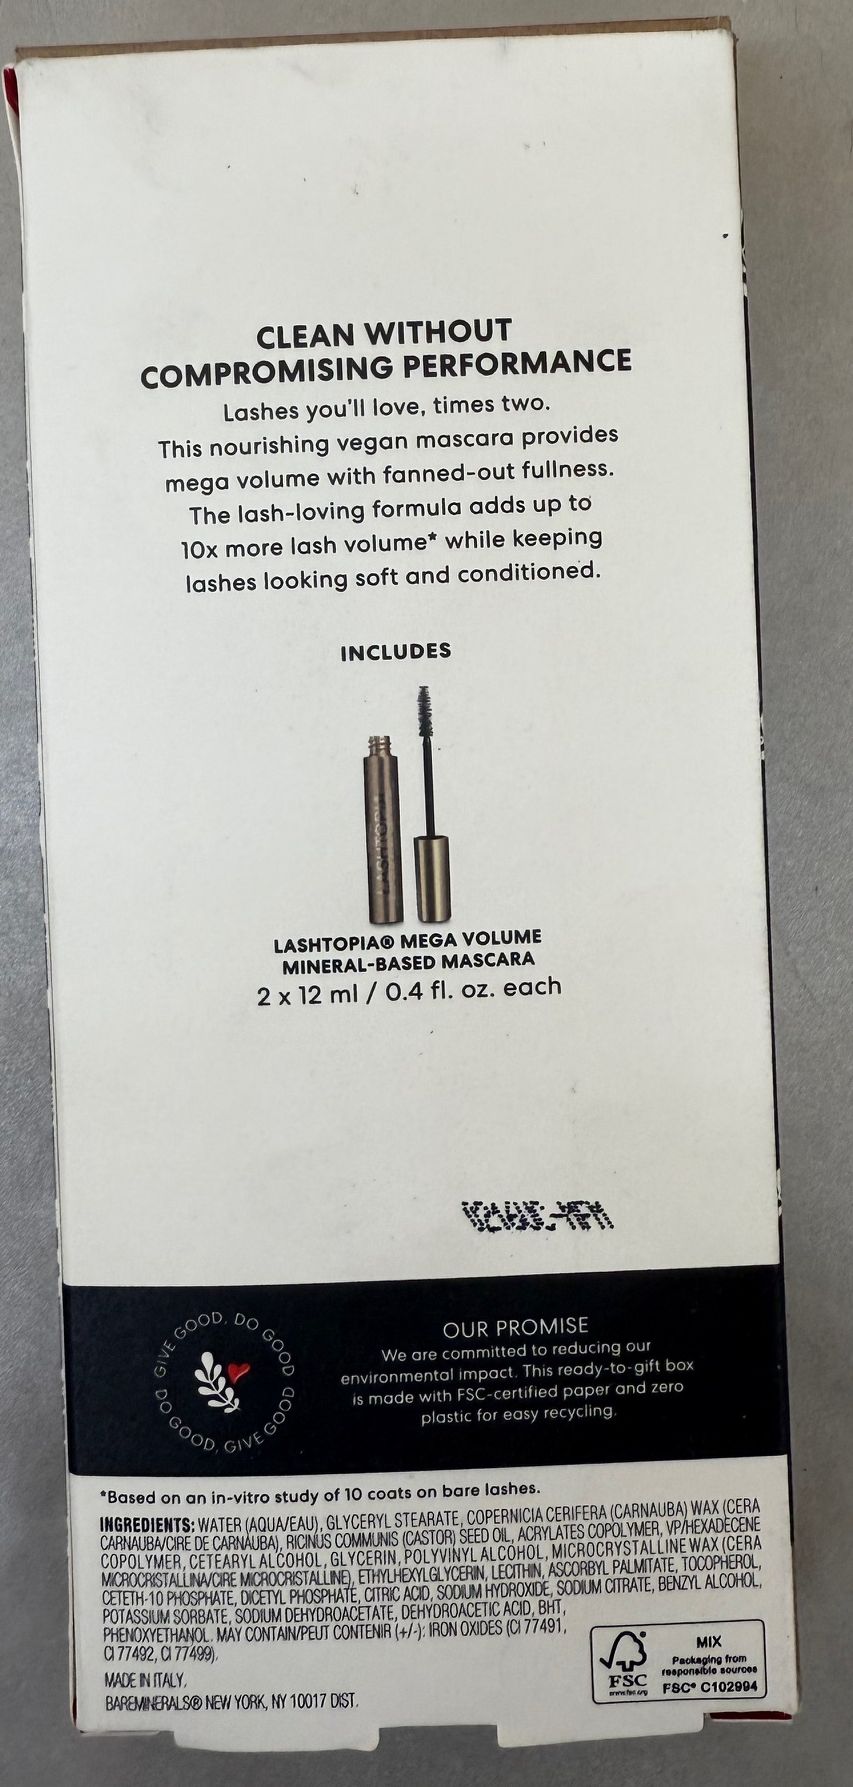 CLEAN WITHOUT
COMPROMISING PERFORMANCE
Lashes you'll love, times two.
This nourishing vegan mascara provides
mega volume with fanned-out fullness.
The lash-loving formula adds up to
10x more lash volume* while keeping
lashes looking soft and conditioned.
INCLUDES
LASHTOPIA
LASHTOPIA® MEGA VOLUME
MINERAL-BASED MASCARA
2 x 12 ml / 0.4 fl. oz. each
GIVE GOOD, DO GOOD
DO GOOD, GIVE GOOD
OUR PROMISE
We are committed to reducing our
environmental impact. This ready-to-gift box
is made with FSC-certified paper and zero
plastic for easy recycling.
*Based on an in-vitro study of 10 coats on bare lashes.
INGREDIENTS: WATER (AQUA/EAU), GLYCERYL STEARATE, COPERNICIA CERIFERA (CARNAUBA) WAX (CERA
CARNAUBA/CIRE DE CARNAUBA), RICINUS COMMUNIS (CASTOR) SEED OIL, ACRYLATES COPOLYMER, VP/HEXADECENE
COPOLYMER, CETEARYL ALCOHOL, GLYCERIN, POLYVINYL ALCOHOL, MICROCRYSTALLINE WAX (CERA
MICROCRISTALLINA/CIRE MICROCRISTALLINE), ETHYLHEXYLGLYCERIN, LECITHIN, ASCORBYL PALMITATE, TOCOPHEROL,
CETETH-10 PHOSPHATE, DICETYL PHOSPHATE, CITRIC ACID, SODIUM HYDROXIDE, SODIUM CITRATE, BENZYL ALCOHOL,
POTASSIUM SORBATE, SODIUM DEHYDROACETATE, DEHYDROACETIC ACID, BHT,
PHENOXYETHANOL. MAY CONTAIN/PEUT CONTENIR (+/-): IRON OXIDES (CI 77491,
CI 77492, CI 77499).
MADE IN ITALY.
BAREMINERALS® NEW YORK, NY 10017 DIST.
FSC
www.fsc.org
MIX
Packaging from
responsible sources
FSC® C102994